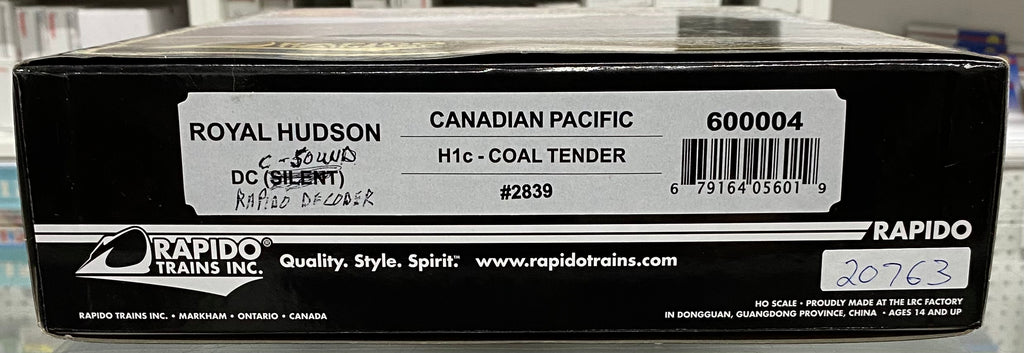 ROYAL HUDSON
C-SOUND
DC (SILENT)
RAPIDO DECODER
CANADIAN PACIFIC
H1c - COAL TENDER
#2839
600004
6 79164 05601 9
RAPIDO
RAPIDO®
TRAINS INC.
Quality. Style. Spirit.™ www.rapidotrains.com
20763
RAPIDO TRAINS INC. • MARKHAM • ONTARIO • CANADA
HO SCALE • PROUDLY MADE AT THE LRC FACTORY
IN DONGGUAN, GUANGDONG PROVINCE, CHINA • AGES 14 AND UP